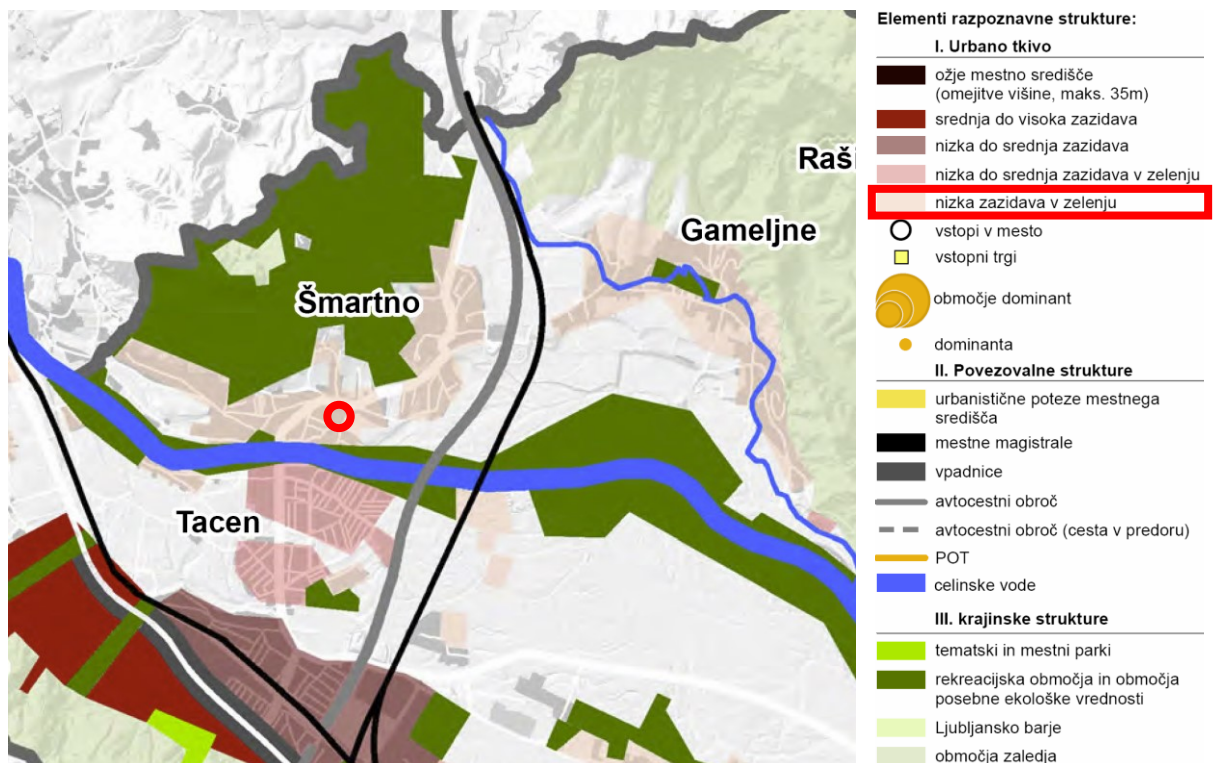 Raši
Gameljne
Šmartno
Tacen
Elementi razpoznavne strukture:
I. Urbano tkivo
ožje mestno središče
(omejitve višine, maks. 35m)
srednja do visoka zazidava
nizka do srednja zazidava
nizka do srednja zazidava v zelenju
nizka zazidava v zelenju
vstopi v mesto
vstopni trgi
območje dominant
dominanta
II. Povezovalne strukture
urbanistične poteze mestnega
središča
mestne magistrale
vpadnice
avtocestni obroč
avtocestni obroč (cesta v predoru)
POT
celinske vode
III. krajinske strukture
tematski in mestni parki
rekreacijska območja in območja
posebne ekološke vrednosti
Ljubljansko barje
območja zaledja